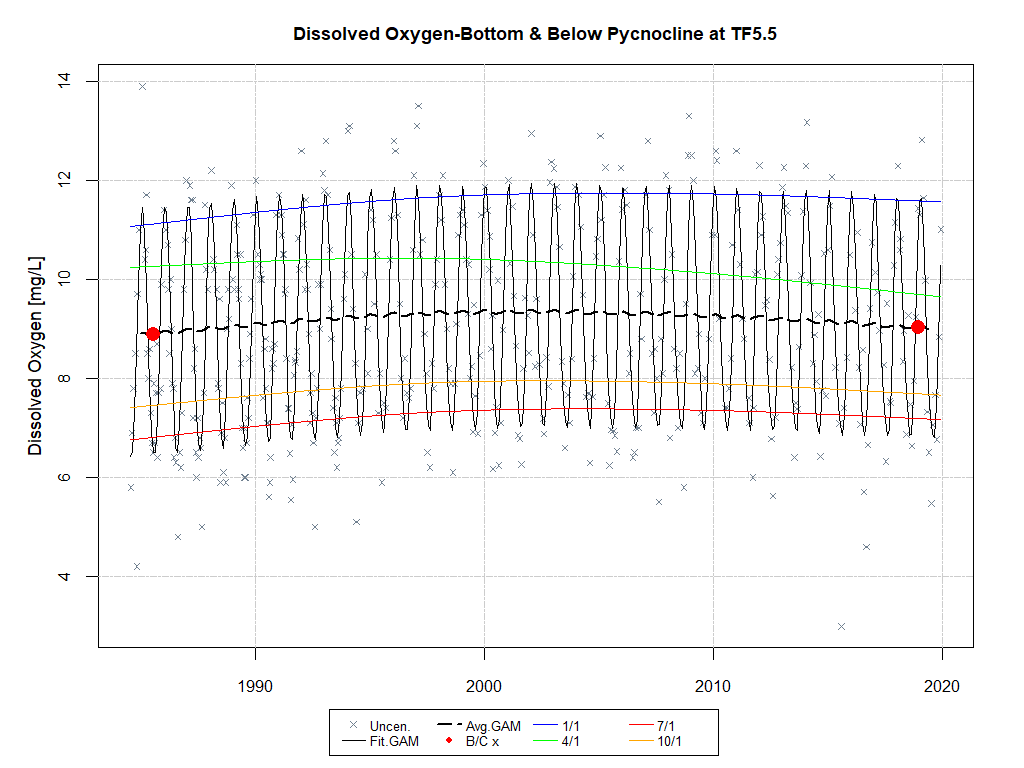 Dissolved Oxygen-Bottom & Below Pycnocline at TF5.5
Dissolved Oxygen [mg/L]
14
12
10
8
6
4
1990 2000 2010 2020
Uncen. Avg.GAM 1/1 7/1
Fit.GAM B/C x 4/1 10/1